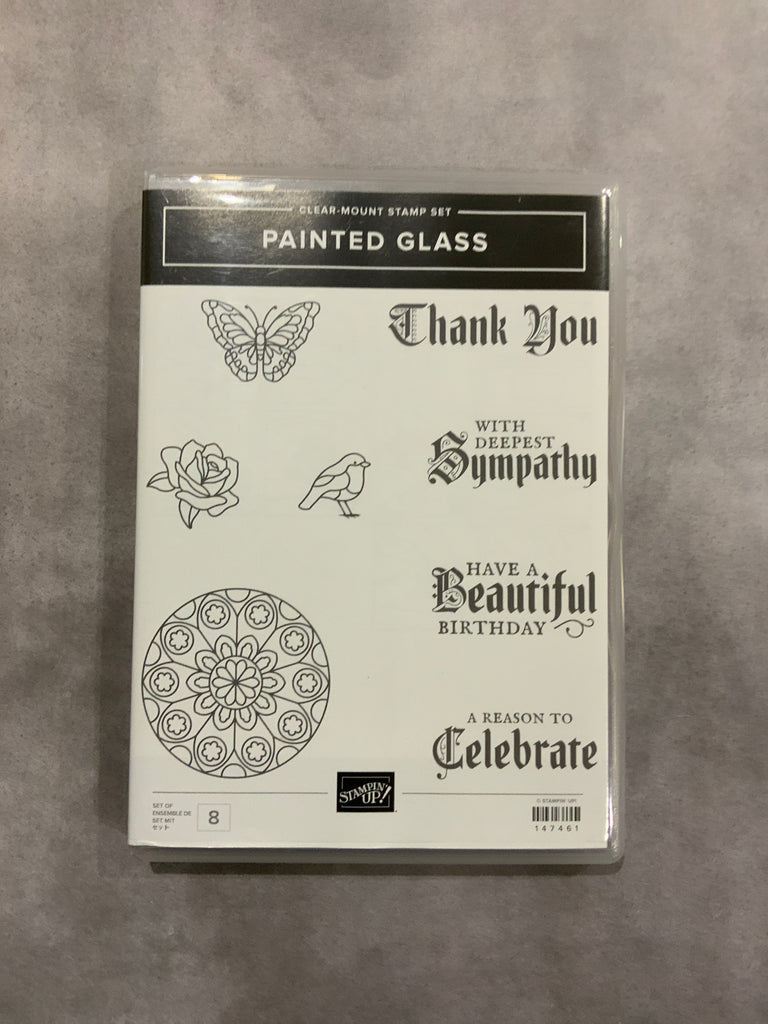 CLEAR-MOUNT STAMP SET
PAINTED GLASS
Thank You
WITH
DEEPEST
Sympathy
HAVE A
Beautiful
BIRTHDAY
A REASON TO
Celebrate
STAMPIN'
UP!
SET OF
ENSEMBLE DE
SET MIT
セット
8
© STAMPIN' UP!
147461